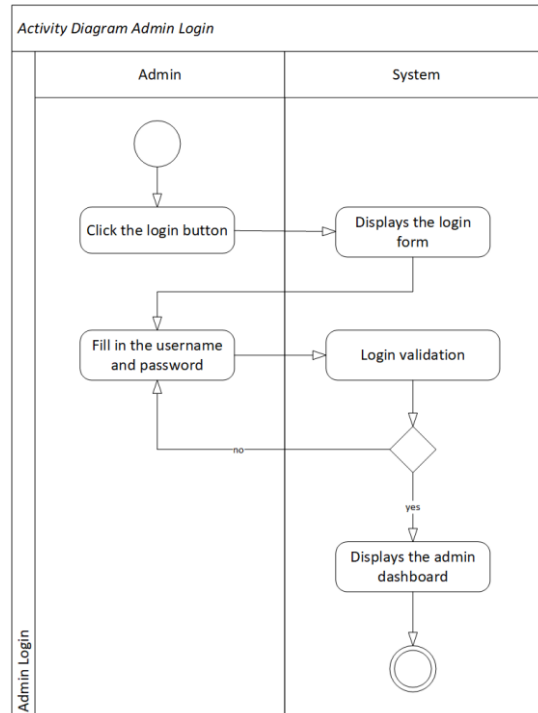 Activity Diagram Admin Login
Admin
System
Click the login button
Displays the login
form
Fill in the username
and password
Login validation
no
yes
Displays the admin
dashboard
Admin Login